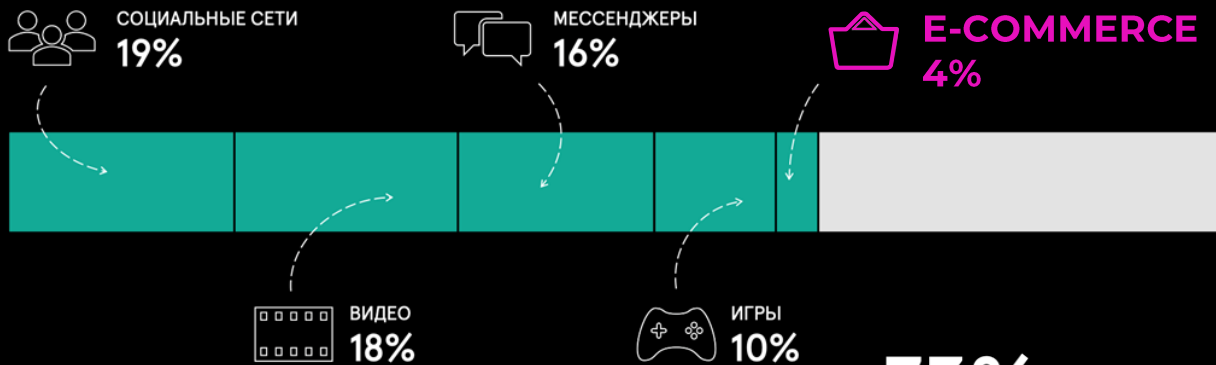 СОЦИАЛЬНЫЕ СЕТИ
19%
МЕССЕНДЖЕРЫ
16%
E-COMMERCE
4%
ВИДЕО
18%
ИГРЫ
10%